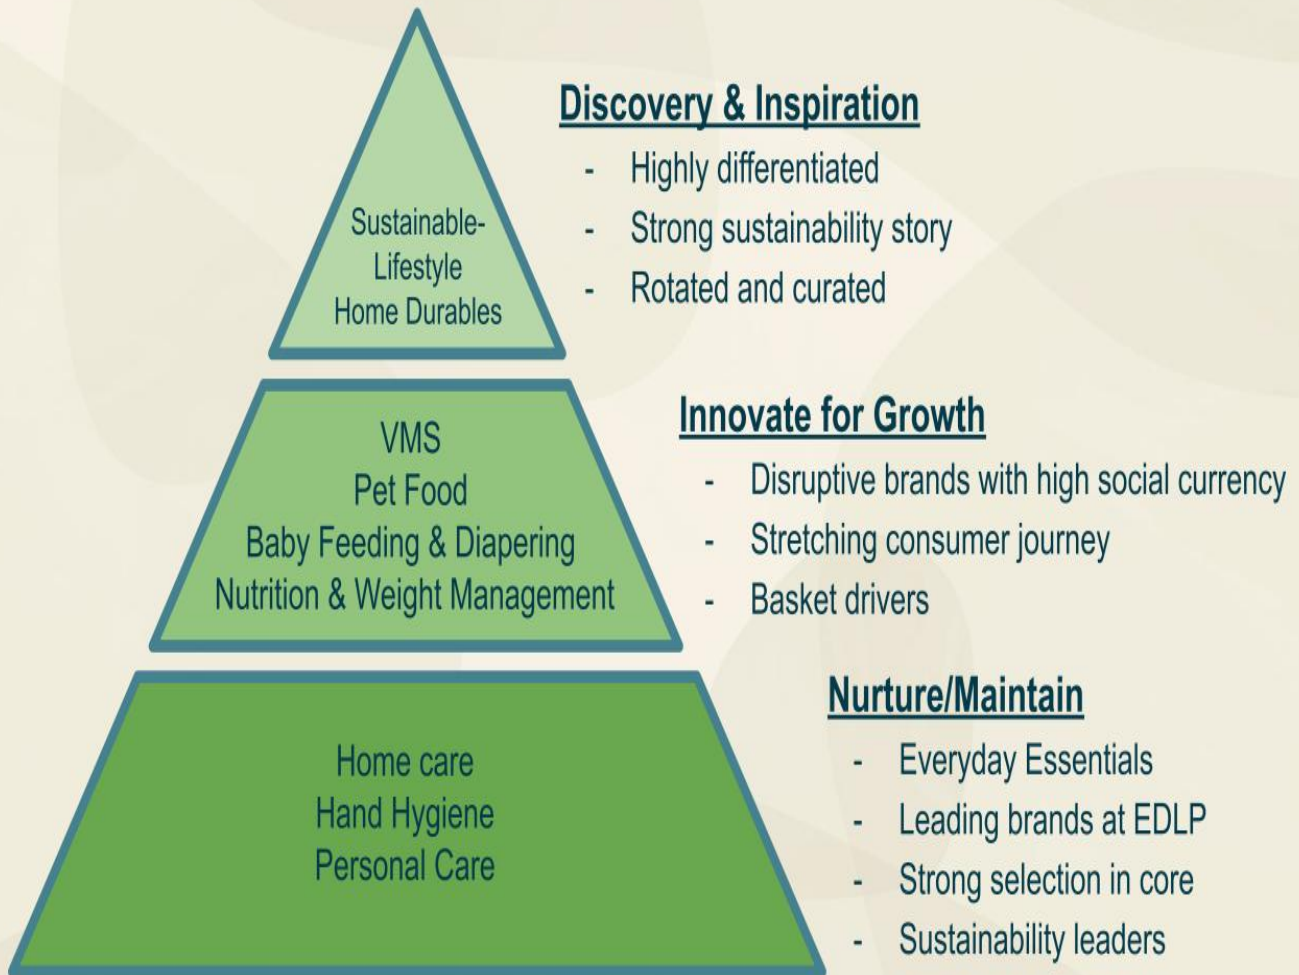 Sustainable-
Lifestyle
Home Durables
Discovery & Inspiration
- Highly differentiated
- Strong sustainability story
- Rotated and curated
VMS
Pet Food
Baby Feeding & Diapering
Nutrition & Weight Management
Innovate for Growth
- Disruptive brands with high social currency
- Stretching consumer journey
- Basket drivers
Home care
Hand Hygiene
Personal Care
Nurture/Maintain
- Everyday Essentials
- Leading brands at EDLP
- Strong selection in core
- Sustainability leaders